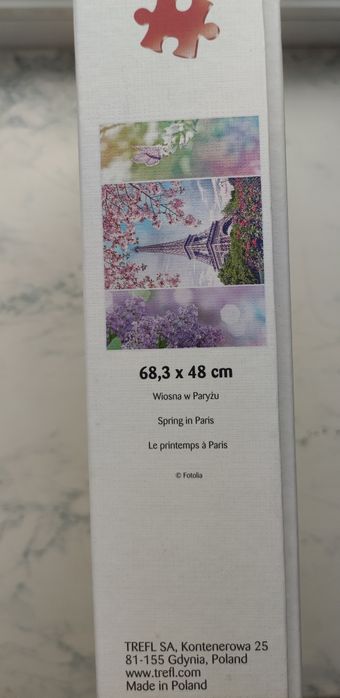 68,3 x 48 cm
Wiosna w Paryżu
Spring in Paris
Le printemps à Paris
© Fotolia
TREFL SA, Kontenerowa 25
81-155 Gdynia, Poland
www.trefl.com
Made in Poland